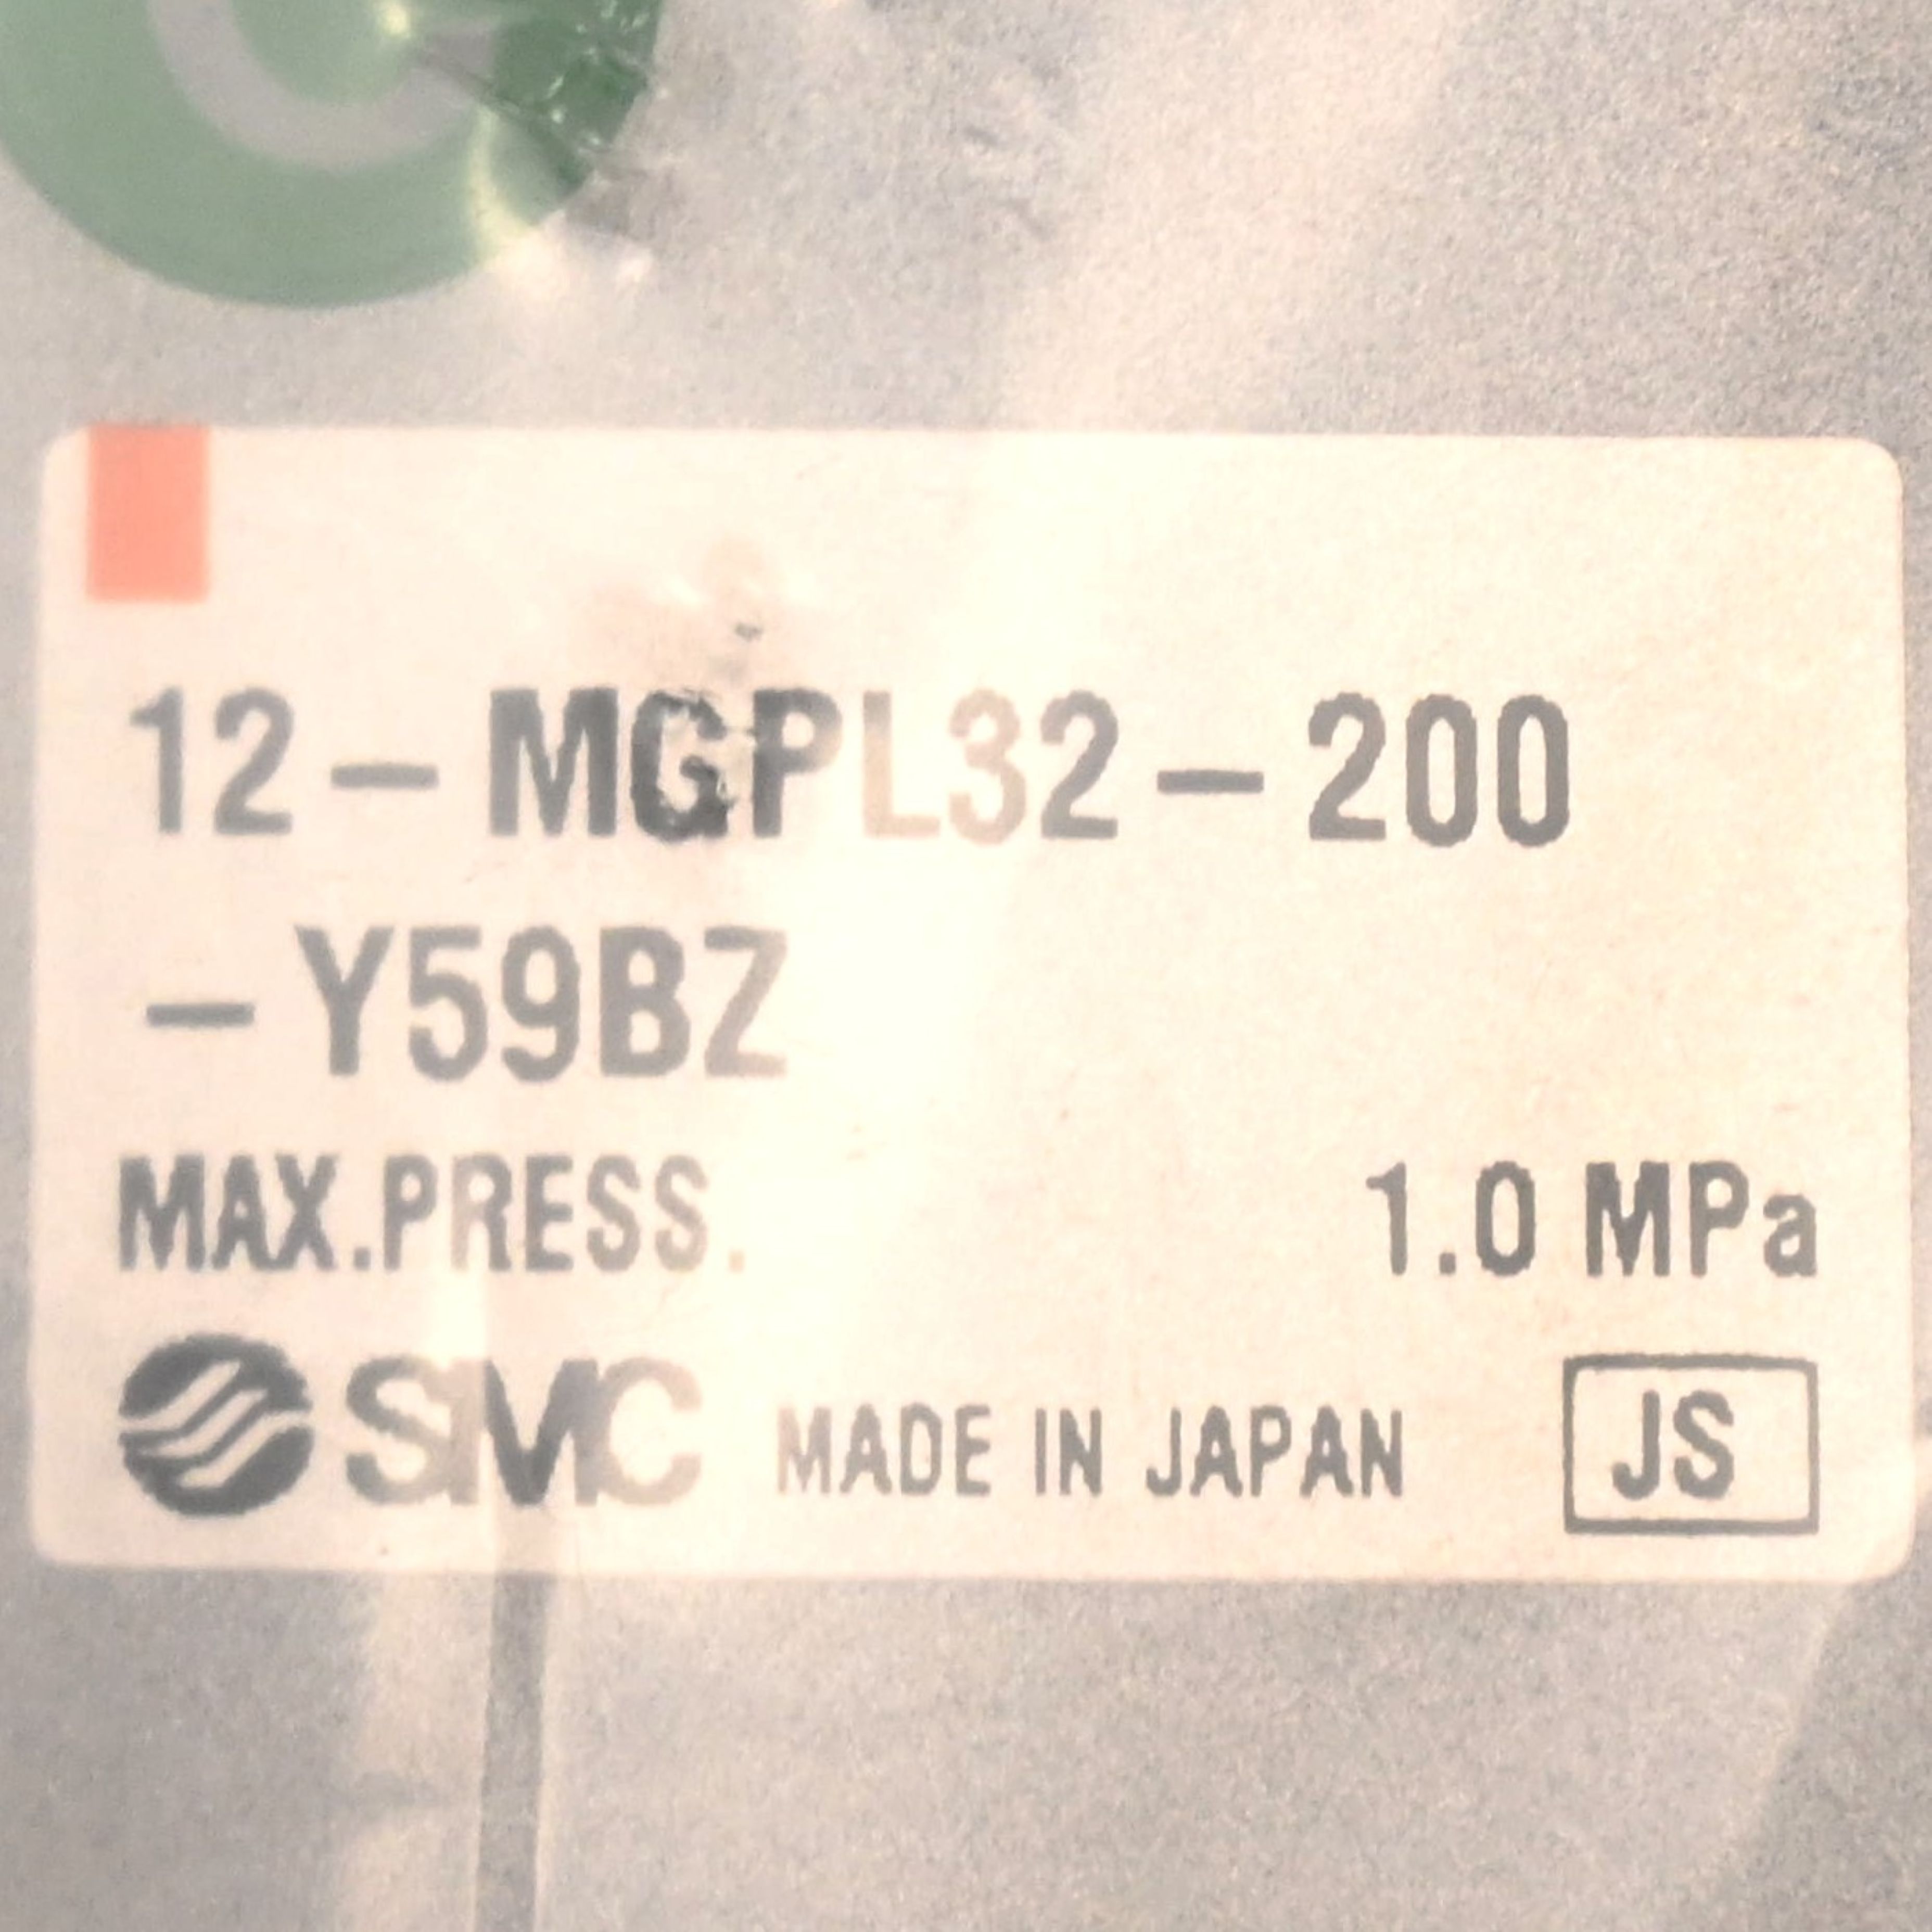 12-MGPL32-200
-Y59BZ
MAX.PRESS. 1.0 MPa
SMC MADE IN JAPAN JS